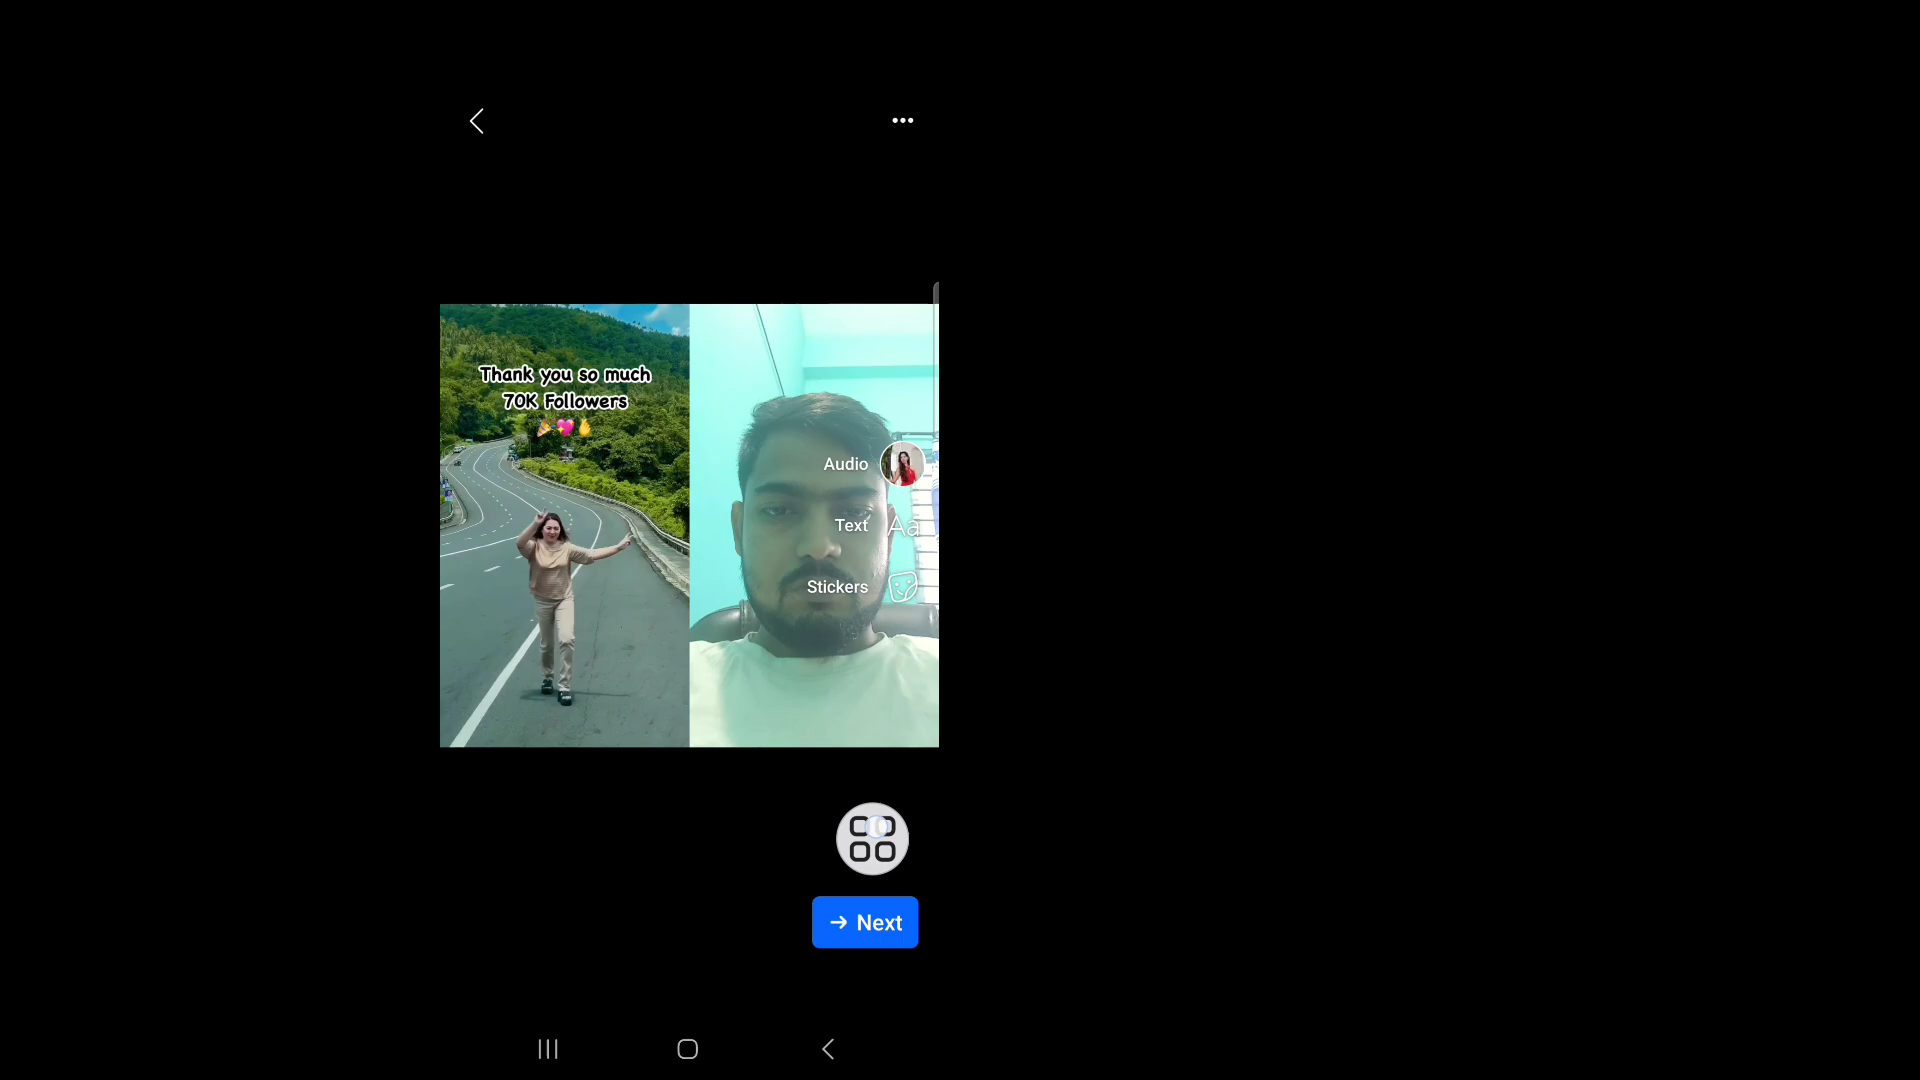 Thank you so much
70K Followers
🎉💖🔥
Audio
Text
Aa
Stickers
Next